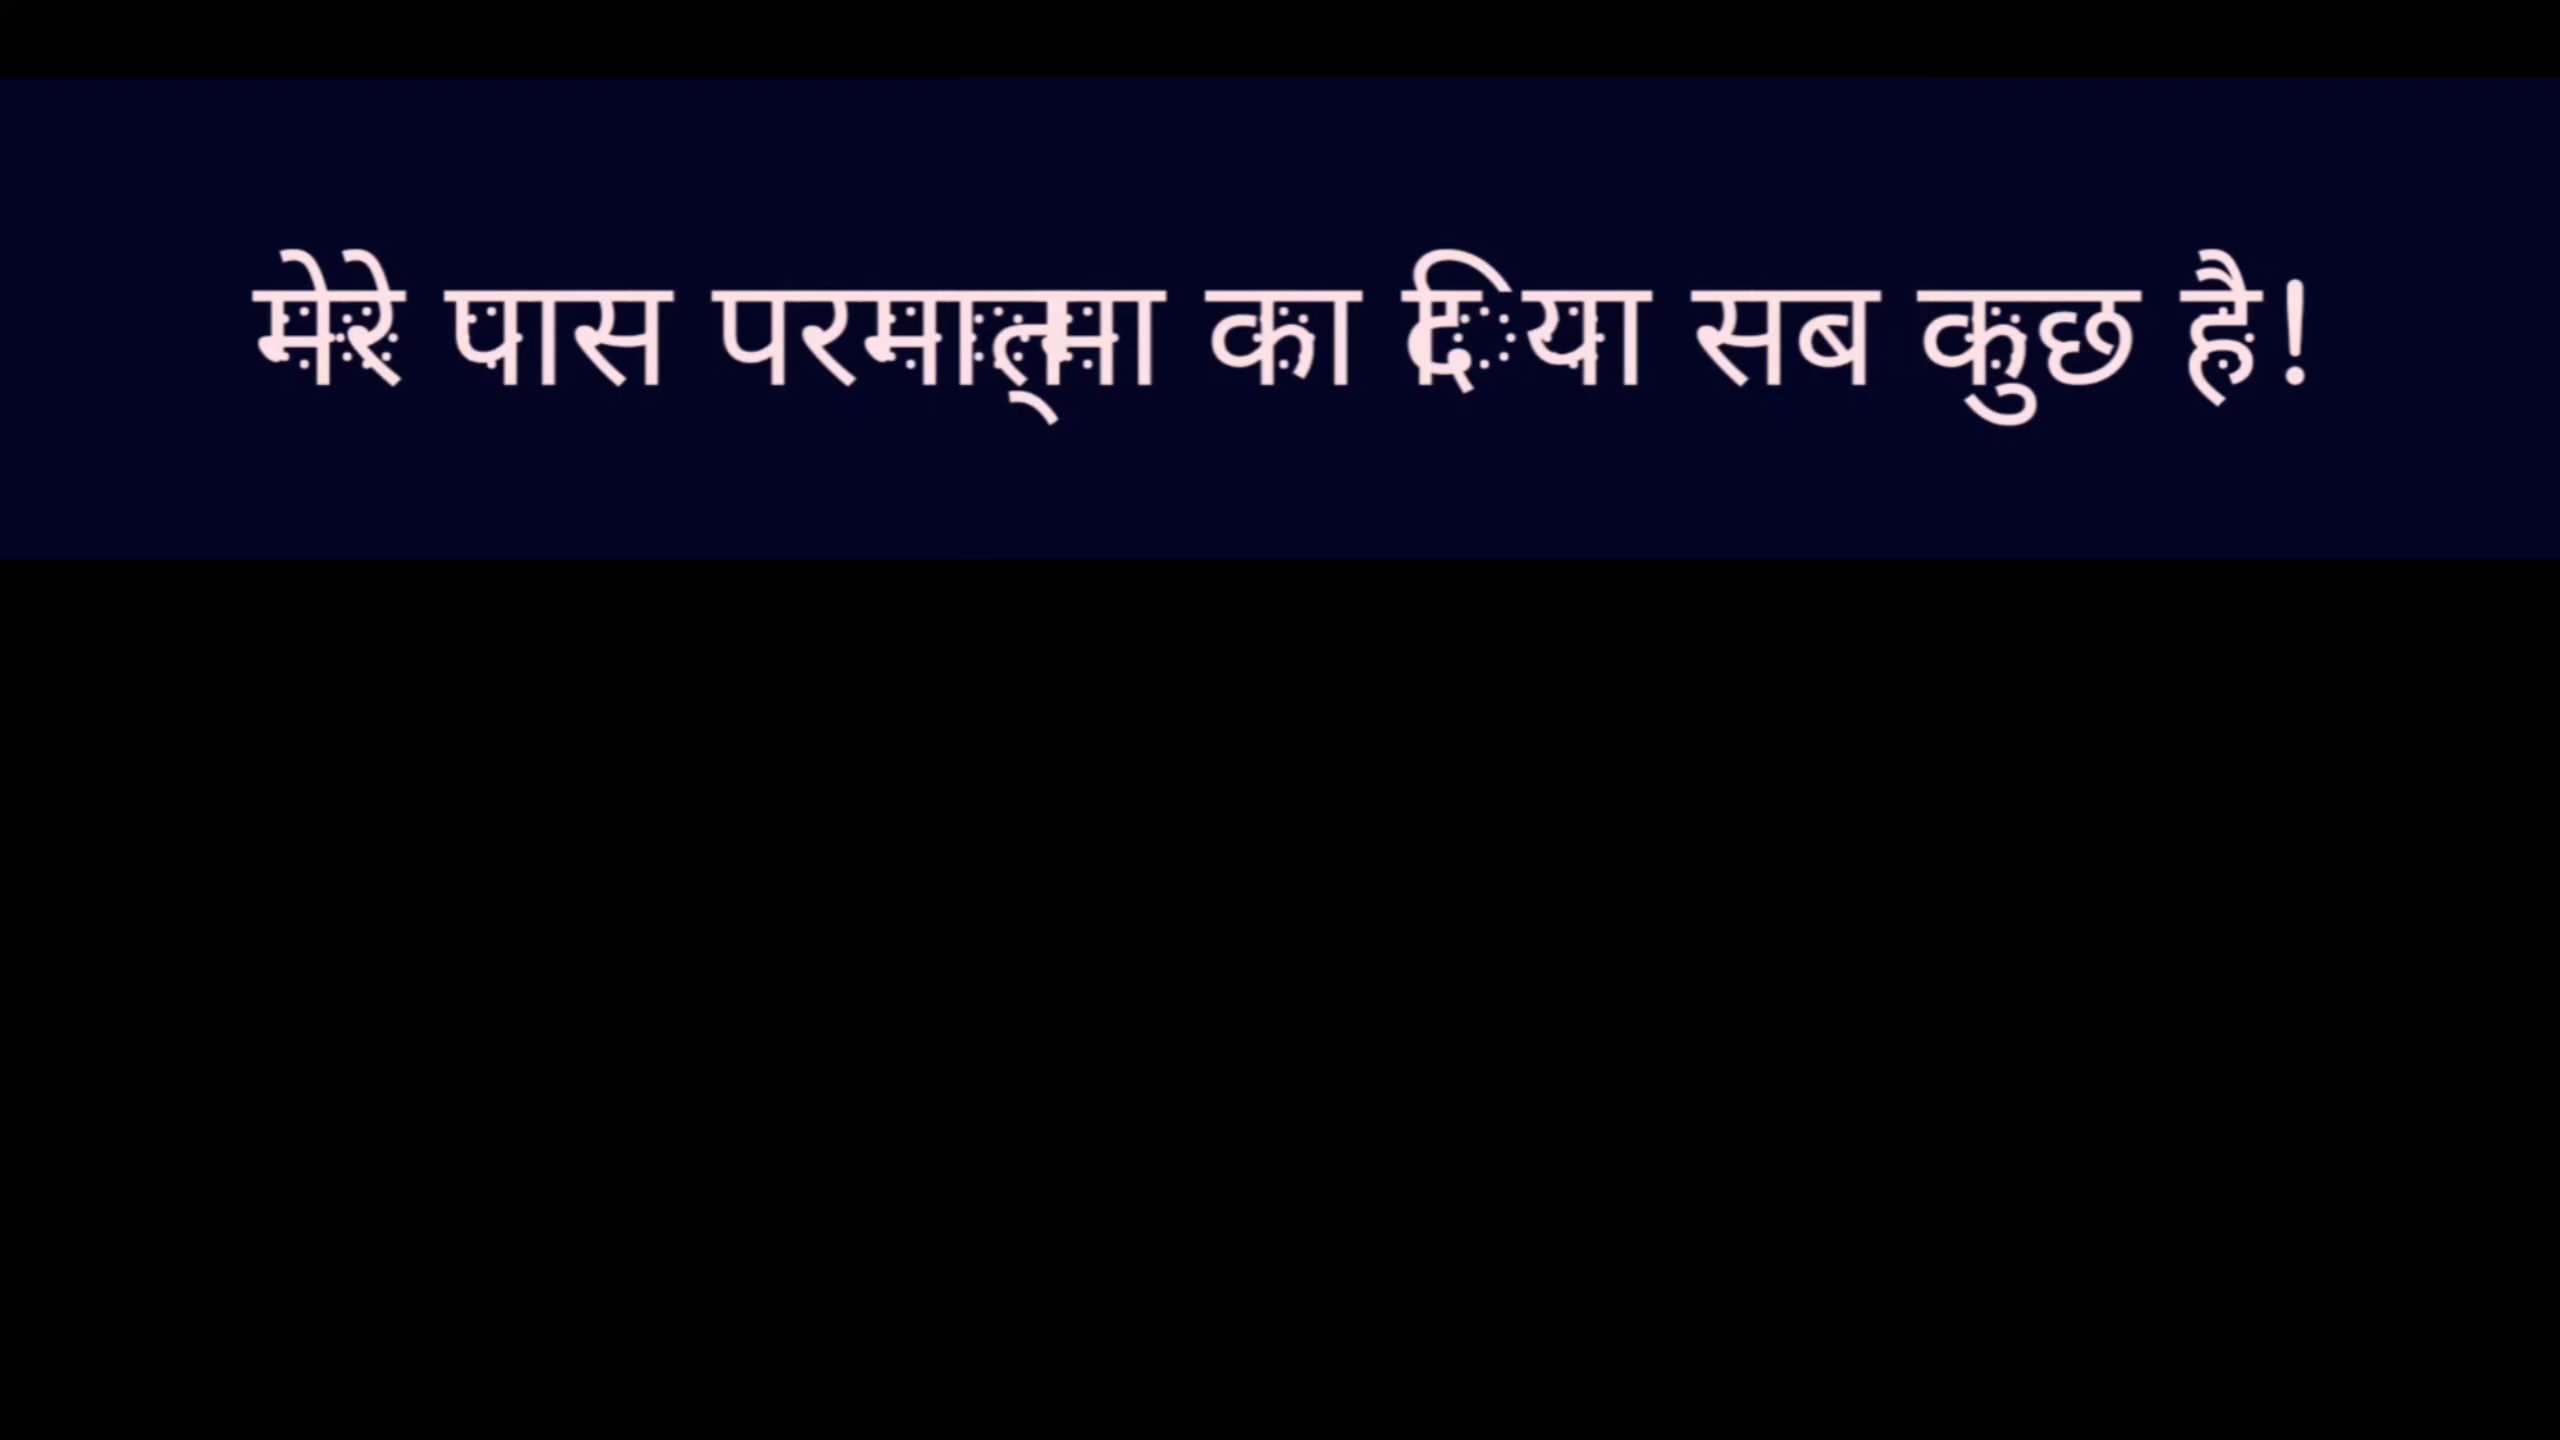 मेरे पास परमात्मा का दिया सब कुछ है!